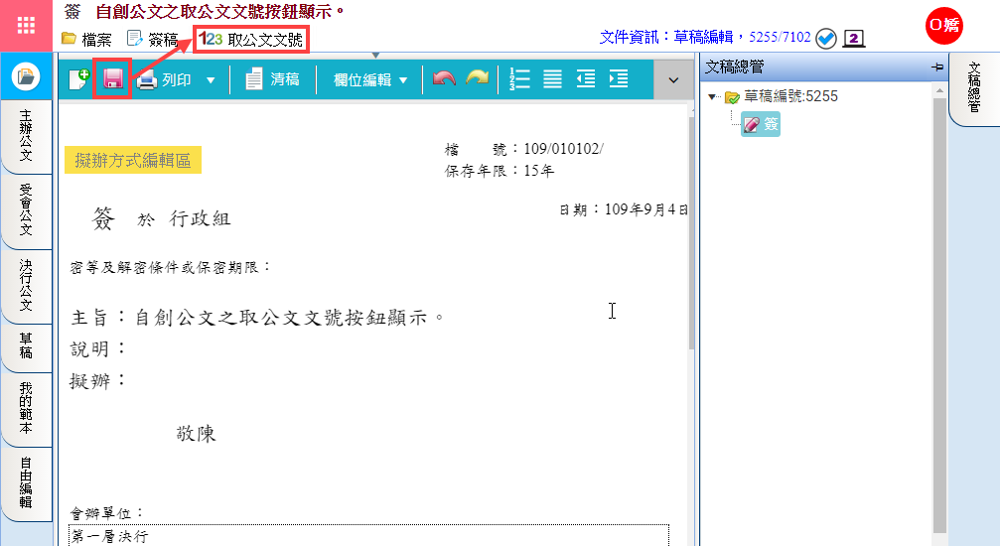 簽 自創公文之取公文文號按鈕顯示。
檔案 簽稿 123 取公文文號
文件資訊：草稿編輯，5255/7102 2
O嬌
列印 清稿 欄位編輯
主辦公文
受會公文
決行公文
草稿
我的範本
自由編輯
擬辦方式編輯區
檔 號：109/010102/
保存年限：15年
簽 於 行政組
日期：109年9月4日
密等及解密條件或保密期限：
主旨：自創公文之取公文文號按鈕顯示。
說明：
擬辦：
敬陳
會辦單位：
第一層決行
文稿總管
草稿編號:5255
簽
文稿總管